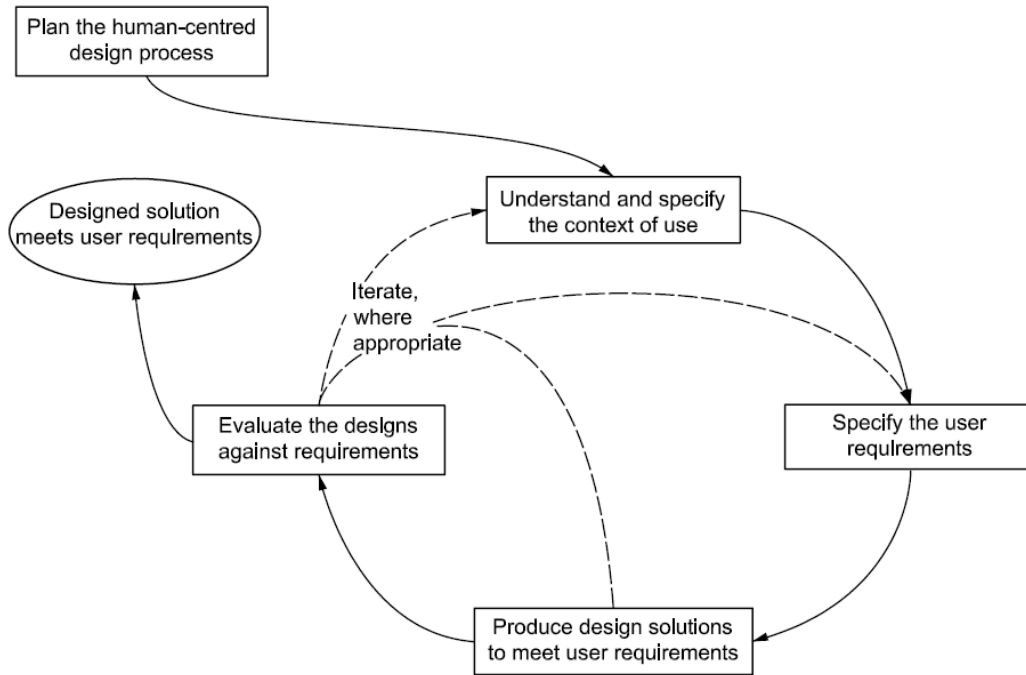 Plan the human-centred
design process
Understand and specify
the context of use
Designed solution
meets user requirements
Iterate,
where
appropriate
Evaluate the designs
against requirements
Specify the user
requirements
Produce design solutions
to meet user requirements